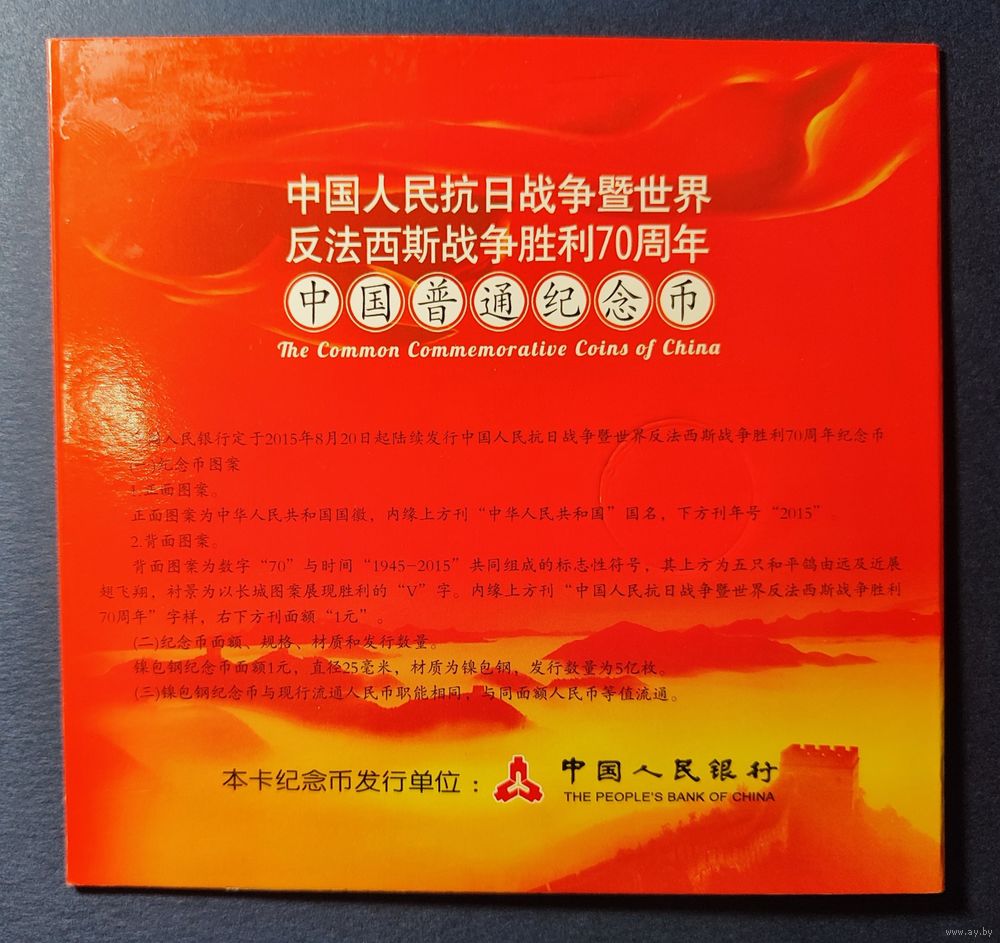 中国人民抗日战争暨世界
反法西斯战争胜利70周年
中国普通纪念币
The Common Commemorative Coins of China
人民银行定于2015年8月20日起陆续发行中国人民抗日战争暨世界反法西斯战争胜利70周年纪念币
(一)纪念币图案
1.正面图案。
正面图案为中华人民共和国国徽，内缘上方刊“中华人民共和国”国名，下方刊年号“2015”。
2.背面图案。
背面图案为数字“70”与时间“1945-2015”共同组成的标志性符号，其上方为五只和平鸽由远及近展
翅飞翔，衬景为以长城图案展现胜利的“V”字。内缘上方刊“中国人民抗日战争暨世界反法西斯战争胜利
70周年”字样，右下方刊面额“1元”。
(二)纪念币面额、规格、材质和发行数量。
镍包钢纪念币面额1元，直径25毫米，材质为镍包钢，发行数量为5亿枚。
(三)镍包钢纪念币与现行流通人民币职能相同，与同面额人民币等值流通。
本卡纪念币发行单位：
中国人民银行
THE PEOPLE'S BANK OF CHINA
www.ay.by